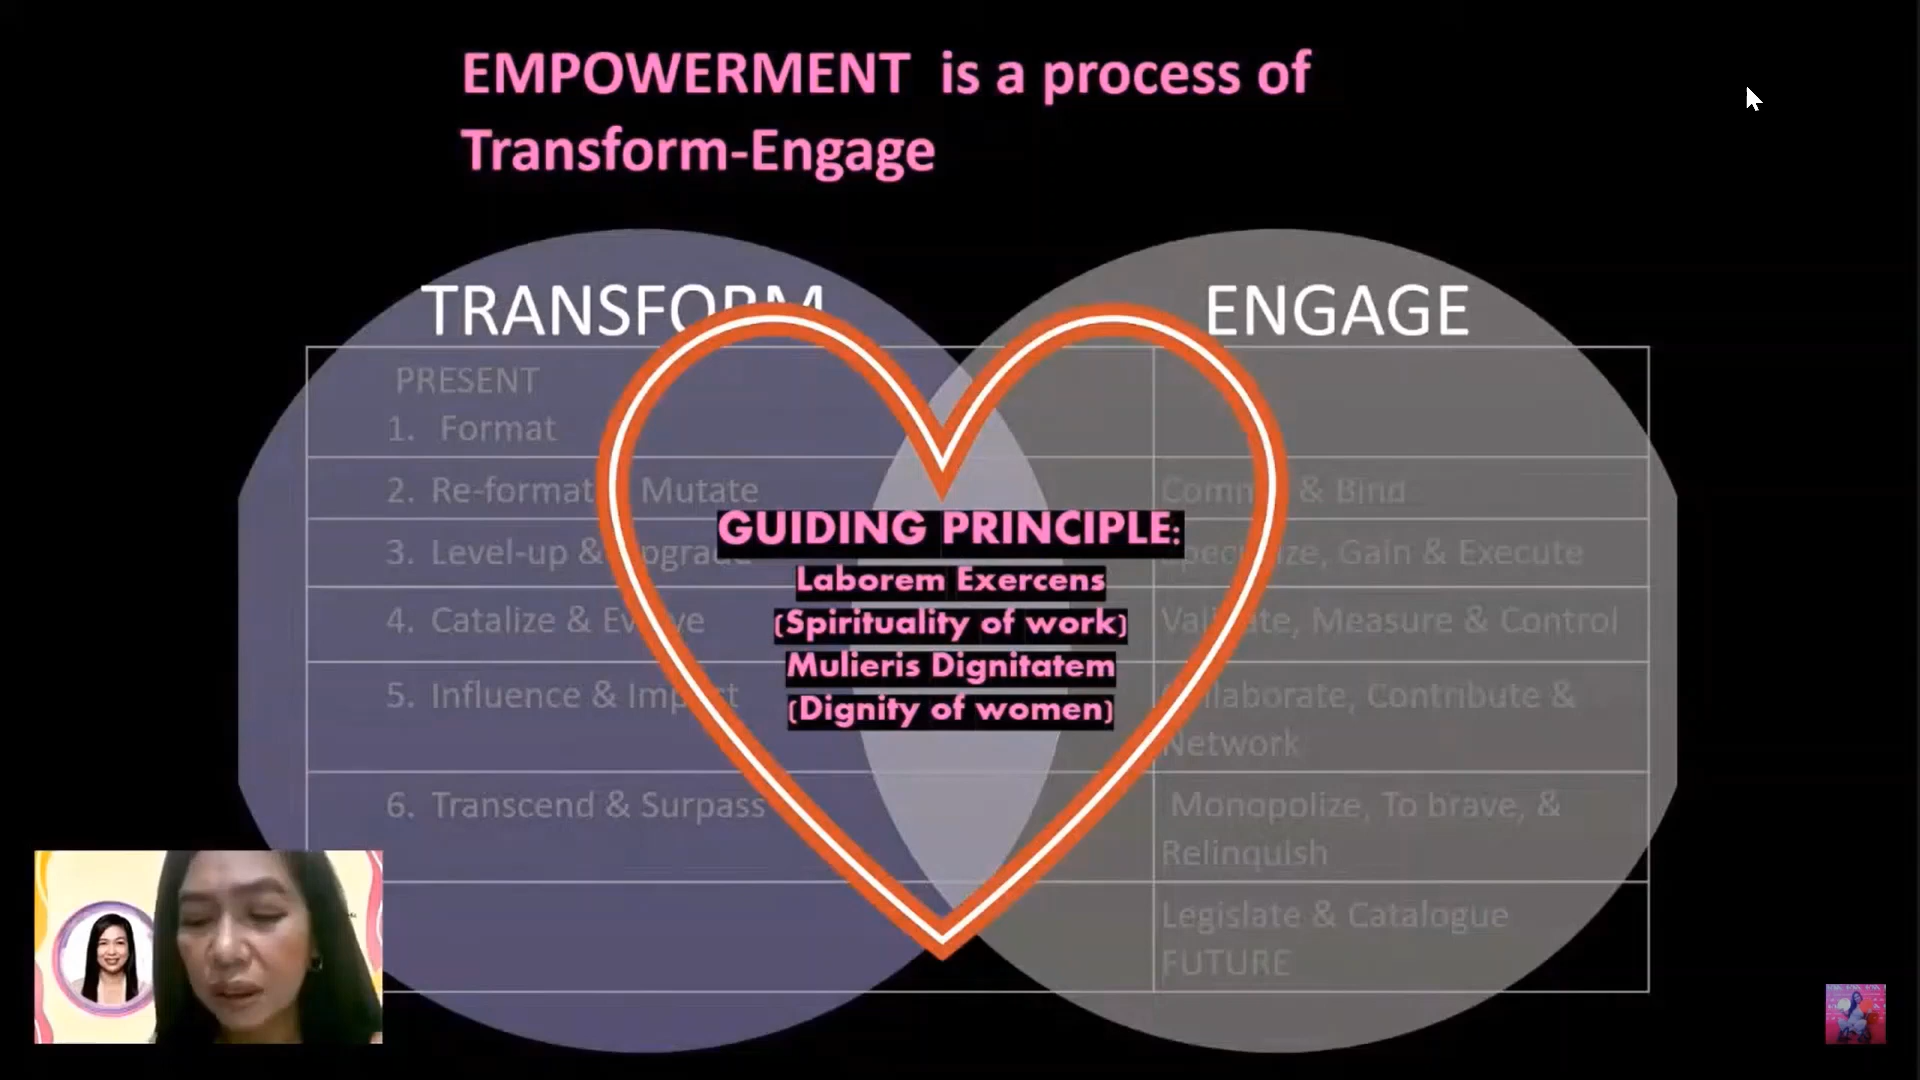 EMPOWERMENT is a process of
Transform-Engage
TRANSFORM
ENGAGE
PRESENT
1. Format
2. Re-format Mutate
& Bind
3. Level-up &
Gain & Execute
4. Catalize &
Measure & Control
5. Influence &
Contribute &
Network
6. Transcend & Surpass
Monopolize, To brave, &
Relinquish
Legislate & Catalogue
FUTURE
GUIDING PRINCIPLE:
Laborem Exercens
(Spirituality of work)
Mulieris Dignitatem
(Dignity of women)